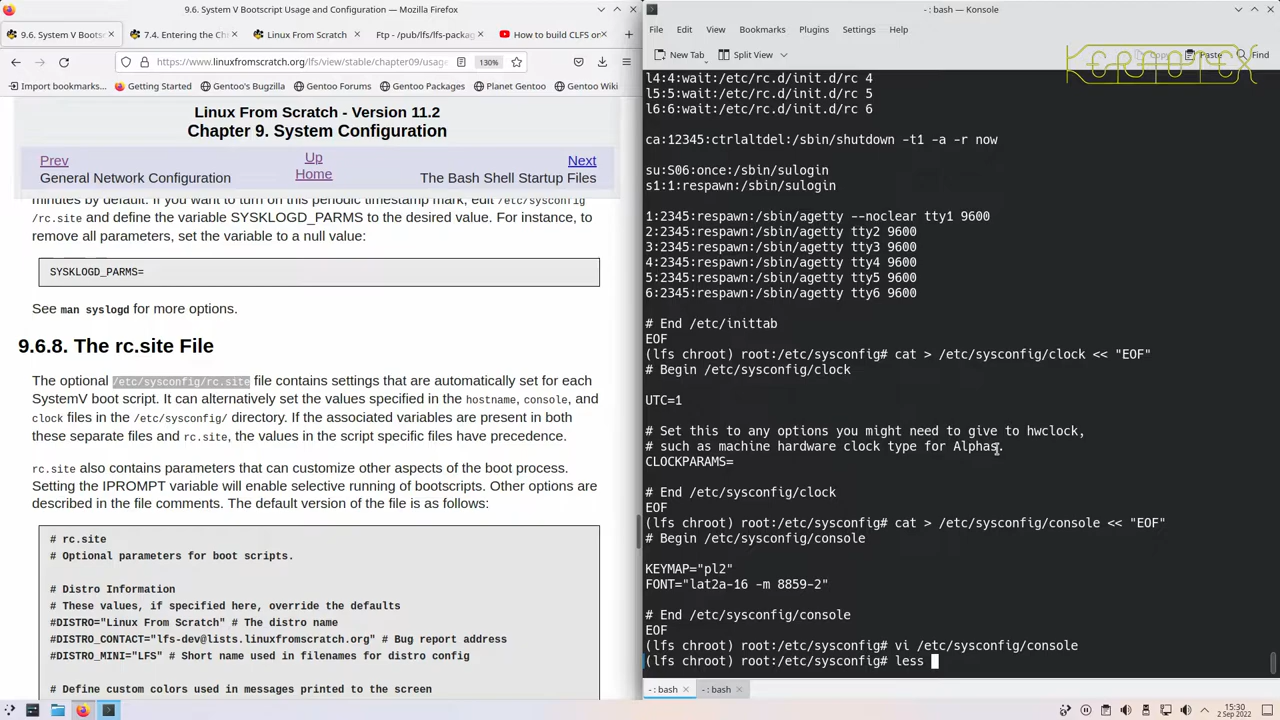 9.6. System V Bootscript Usage and Configuration — Mozilla Firefox
9.6. System V Boots
7.4. Entering the Ch
Linux From Scratch
Ftp - /pub/lfs/lfs-packag
How to build CLFS on
https://www.linuxfromscratch.org/lfs/view/stable/chapter09/usag
130%
Import bookmarks...
Getting Started
Gentoo's Bugzilla
Gentoo Forums
Gentoo Packages
Planet Gentoo
Gentoo Wiki
Linux From Scratch - Version 11.2
Chapter 9. System Configuration
Prev
Up
Next
General Network Configuration
Home
The Bash Shell Startup Files
minutes by default. If you want to turn on this periodic timestamp mark, edit /etc/sysconfig
/rc.site and define the variable SYSKLOGD_PARMS to the desired value. For instance, to
remove all parameters, set the variable to a null value:
SYSKLOGD_PARMS=
See man syslogd for more options.
9.6.8. The rc.site File
The optional /etc/sysconfig/rc.site file contains settings that are automatically set for each
SystemV boot script. It can alternatively set the values specified in the hostname, console, and
clock files in the /etc/sysconfig/ directory. If the associated variables are present in both
these separate files and rc.site, the values in the script specific files have precedence.
rc.site also contains parameters that can customize other aspects of the boot process.
Setting the IPROMPT variable will enable selective running of bootscripts. Other options are
described in the file comments. The default version of the file is as follows:
# rc.site
# Optional parameters for boot scripts.
# Distro Information
# These values, if specified here, override the defaults
#DISTRO="Linux From Scratch" # The distro name
#DISTRO_CONTACT="lfs-dev@lists.linuxfromscratch.org" # Bug report address
#DISTRO_MINI="LFS" # Short name used in filenames for distro config
# Define custom colors used in messages printed to the screen
- : bash — Konsole
File
Edit
View
Bookmarks
Plugins
Settings
Help
New Tab
Split View
Copy
Paste
Find
KERNOTEX
l4:4:wait:/etc/rc.d/init.d/rc 4
l5:5:wait:/etc/rc.d/init.d/rc 5
l6:6:wait:/etc/rc.d/init.d/rc 6
ca:12345:ctrlaltdel:/sbin/shutdown -t1 -a -r now
su:S06:once:/sbin/sulogin
s1:1:respawn:/sbin/sulogin
1:2345:respawn:/sbin/agetty --noclear tty1 9600
2:2345:respawn:/sbin/agetty tty2 9600
3:2345:respawn:/sbin/agetty tty3 9600
4:2345:respawn:/sbin/agetty tty4 9600
5:2345:respawn:/sbin/agetty tty5 9600
6:2345:respawn:/sbin/agetty tty6 9600
# End /etc/inittab
EOF
(lfs chroot) root:/etc/sysconfig# cat > /etc/sysconfig/clock << "EOF"
# Begin /etc/sysconfig/clock
UTC=1
# Set this to any options you might need to give to hwclock,
# such as machine hardware clock type for Alphas.
CLOCKPARAMS=
# End /etc/sysconfig/clock
EOF
(lfs chroot) root:/etc/sysconfig# cat > /etc/sysconfig/console << "EOF"
# Begin /etc/sysconfig/console
KEYMAP="pl2"
FONT="lat2a-16 -m 8859-2"
# End /etc/sysconfig/console
EOF
(lfs chroot) root:/etc/sysconfig# vi /etc/sysconfig/console
(lfs chroot) root:/etc/sysconfig# less
- : bash
- : bash
15:30
2 Sep 2022